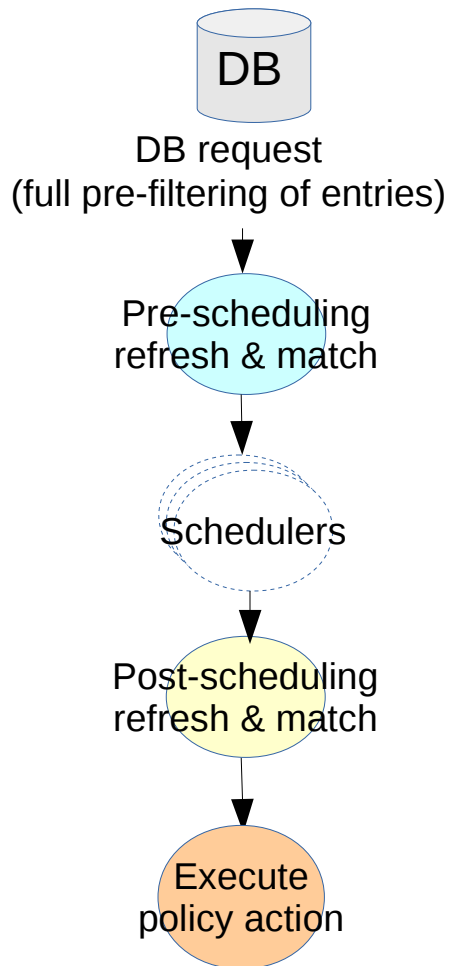 DB
DB request
(full pre-filtering of entries)
Pre-scheduling
refresh & match
Schedulers
Post-scheduling
refresh & match
Execute
policy action